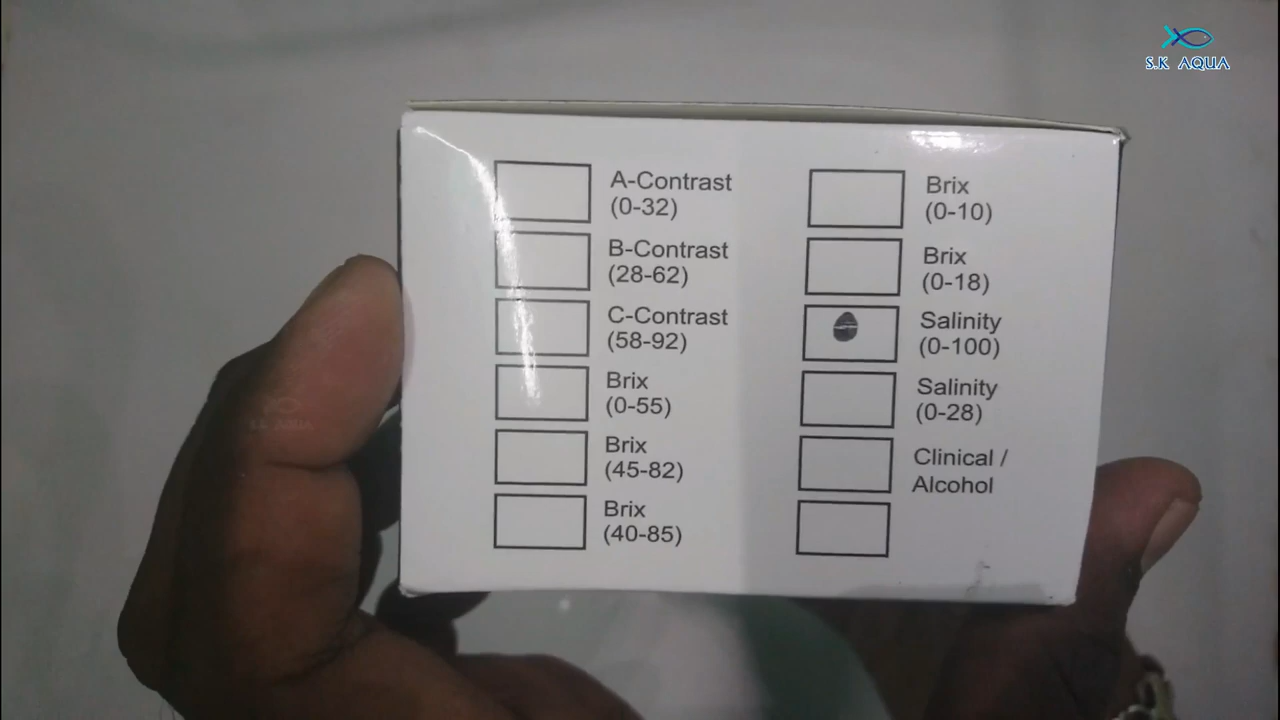 S.K AQUA
A-Contrast
(0-32)
B-Contrast
(28-62)
C-Contrast
(58-92)
Brix
(0-55)
Brix
(45-82)
Brix
(40-85)
Brix
(0-10)
Brix
(0-18)
Salinity
(0-100)
Salinity
(0-28)
Clinical /
Alcohol
S.K AQUA